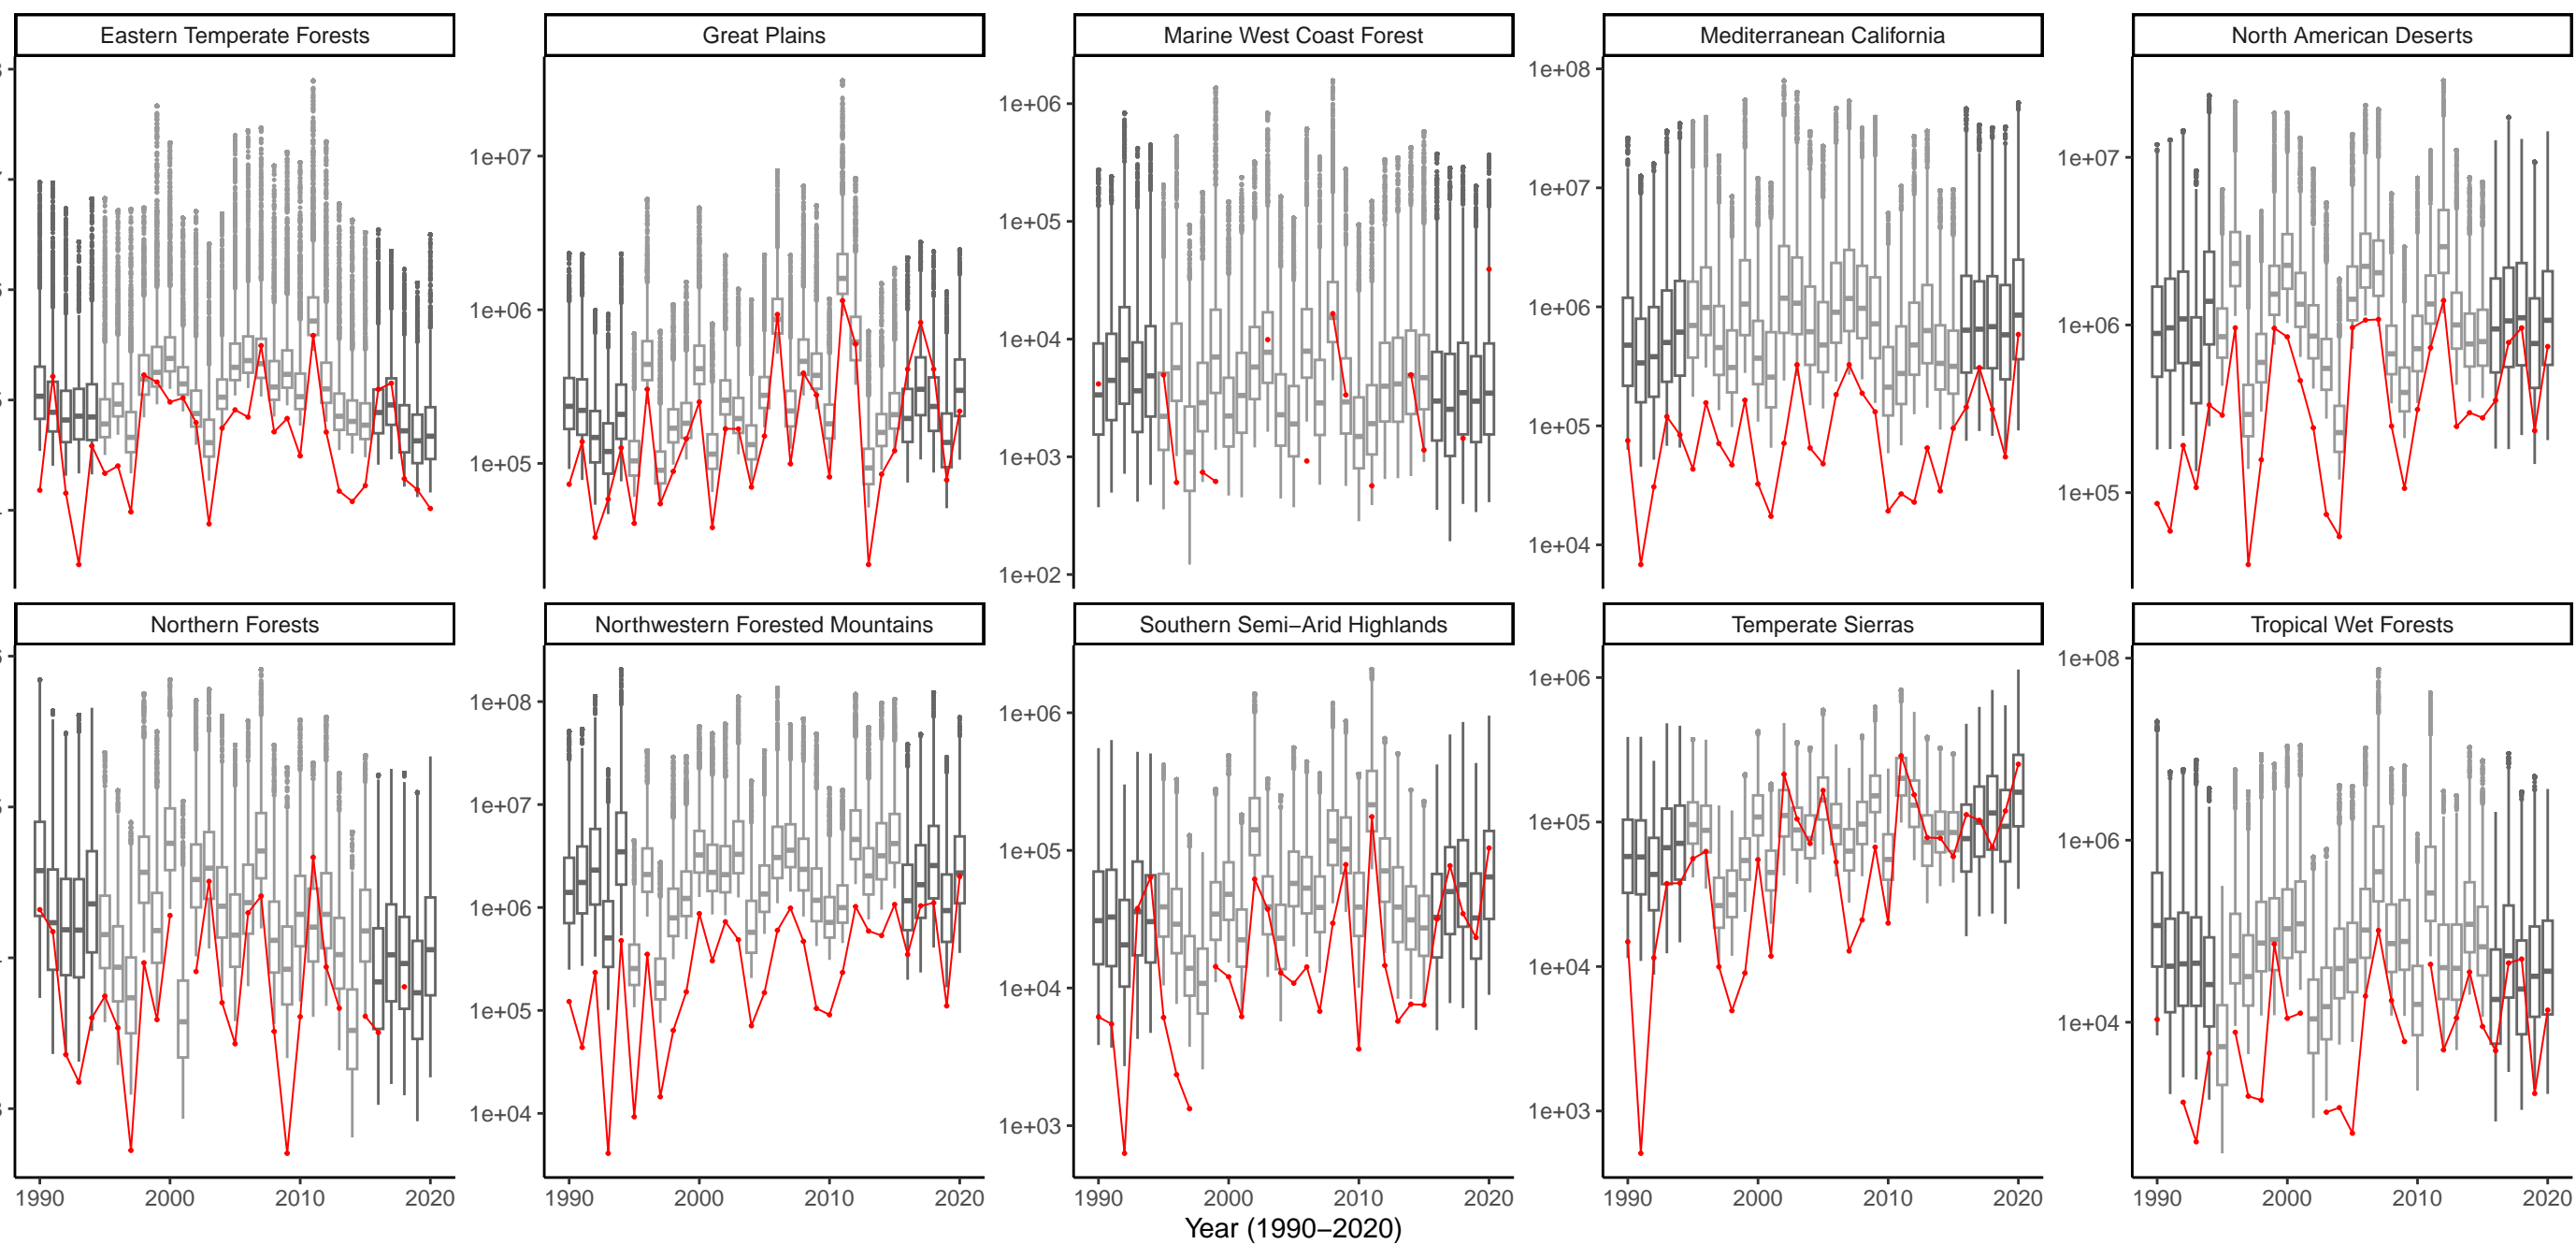 Eastern Temperate Forests
Great Plains
Marine West Coast Forest
Mediterranean California
North American Deserts
1e+07
1e+06
1e+05
1e+06
1e+05
1e+04
1e+03
1e+02
1e+08
1e+07
1e+06
1e+05
1e+04
1e+07
1e+06
1e+05
Northern Forests
Northwestern Forested Mountains
Southern Semi−Arid Highlands
Temperate Sierras
Tropical Wet Forests
1e+08
1e+07
1e+06
1e+05
1e+04
1e+06
1e+05
1e+04
1e+03
1e+06
1e+05
1e+04
1e+03
1e+08
1e+06
1e+04
1990 2000 2010 2020
1990 2000 2010 2020
1990 2000 2010 2020
1990 2000 2010 2020
1990 2000 2010 2020
Year (1990−2020)